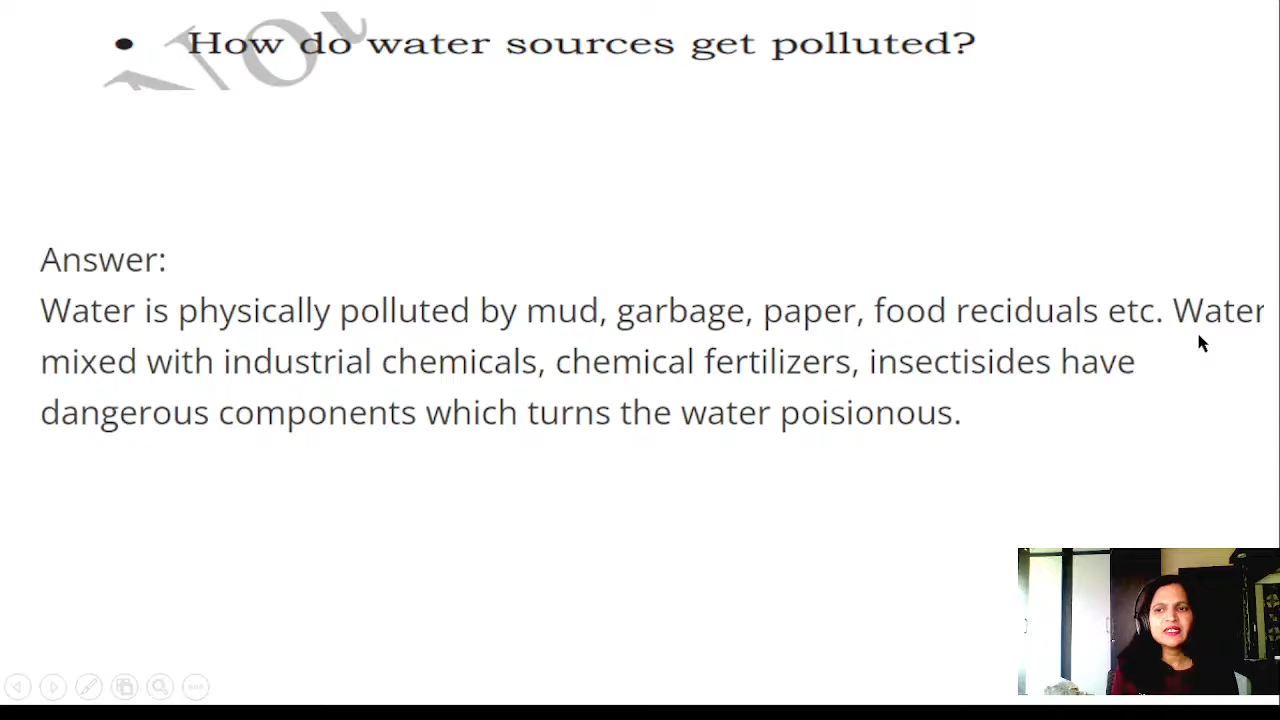 • How do water sources get polluted?
Answer:
Water is physically polluted by mud, garbage, paper, food reciduals etc. Water
mixed with industrial chemicals, chemical fertilizers, insectisides have
dangerous components which turns the water poisionous.